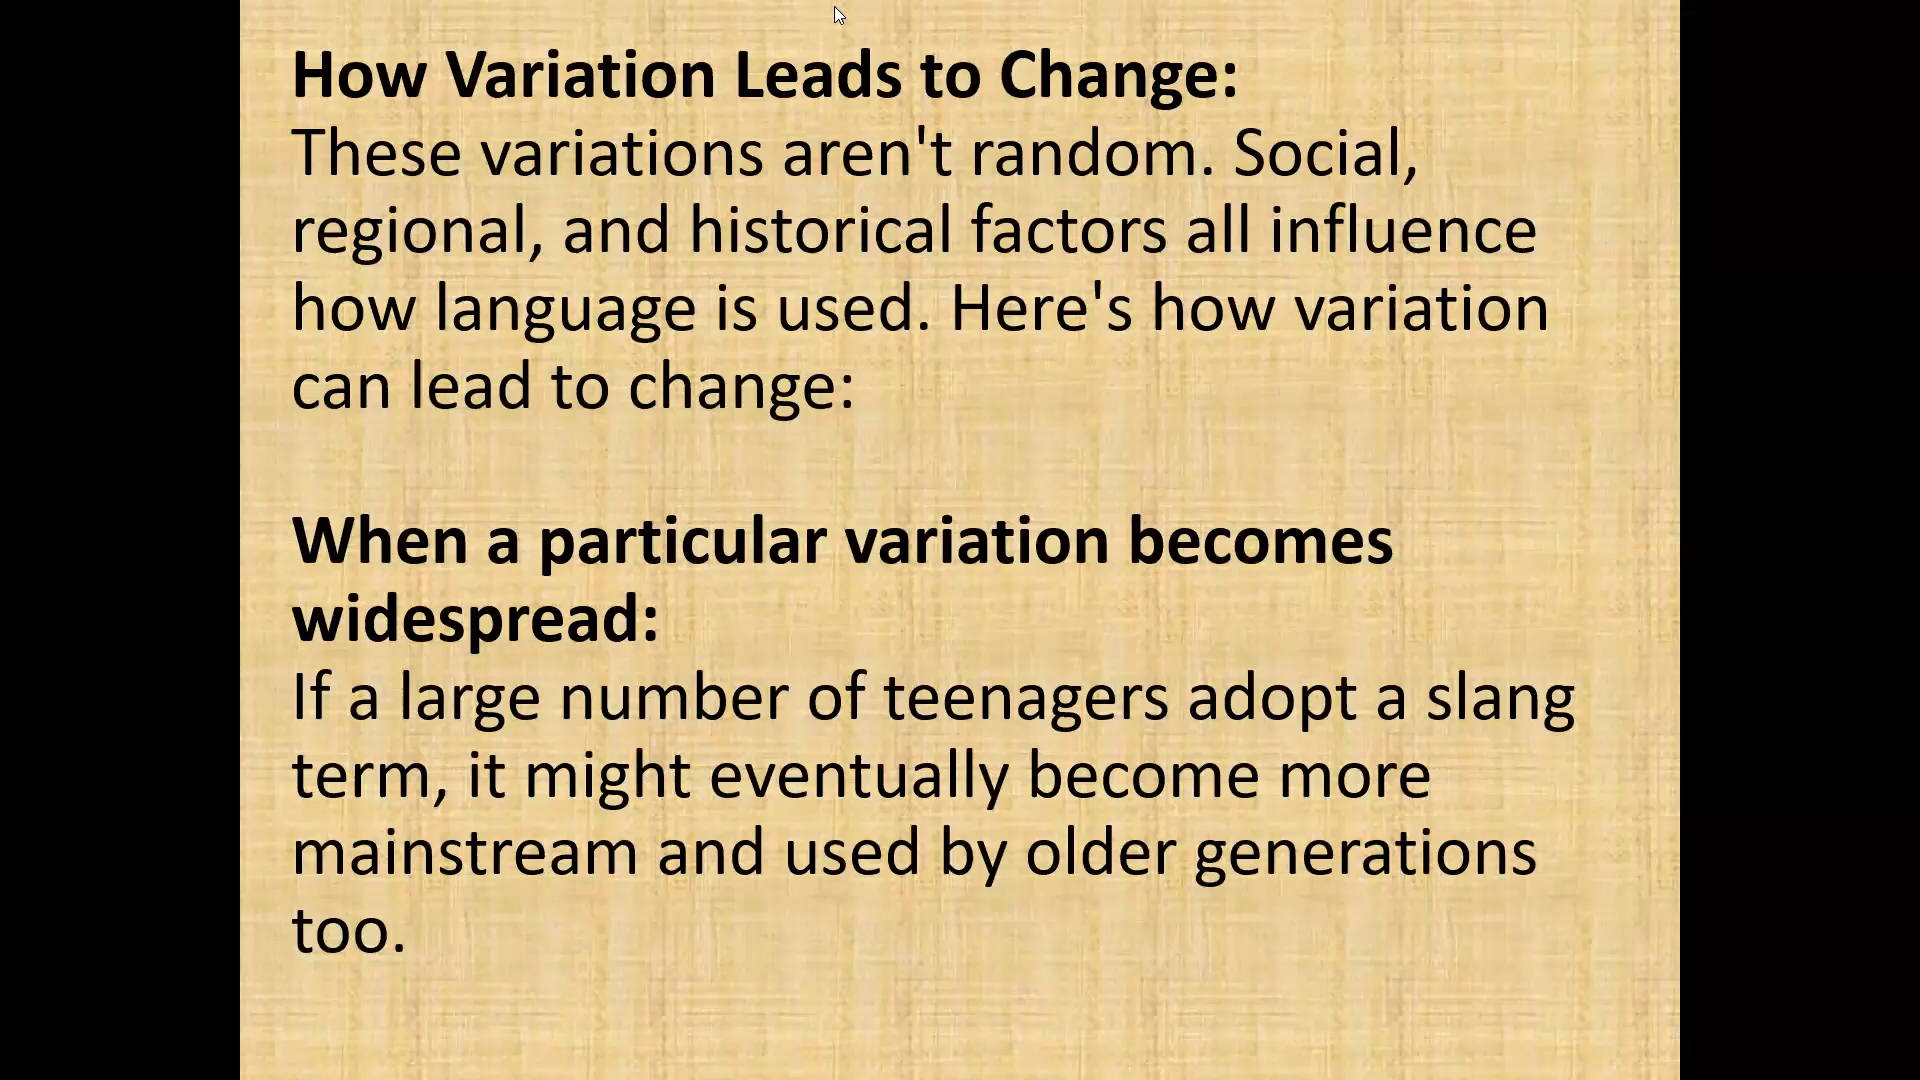 How Variation Leads to Change:
These variations aren't random. Social,
regional, and historical factors all influence
how language is used. Here's how variation
can lead to change:
When a particular variation becomes
widespread:
If a large number of teenagers adopt a slang
term, it might eventually become more
mainstream and used by older generations
too.